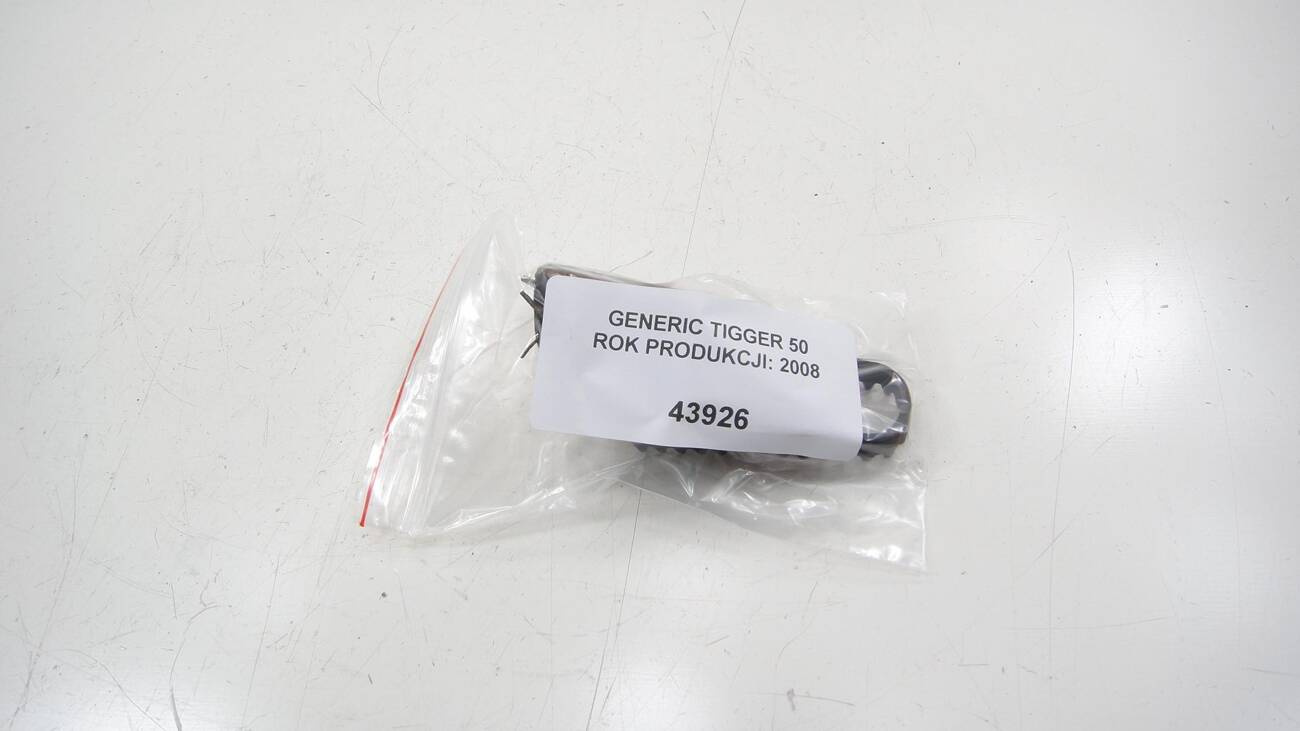 GENERIC TIGGER 50
ROK PRODUKCJI: 2008
43926